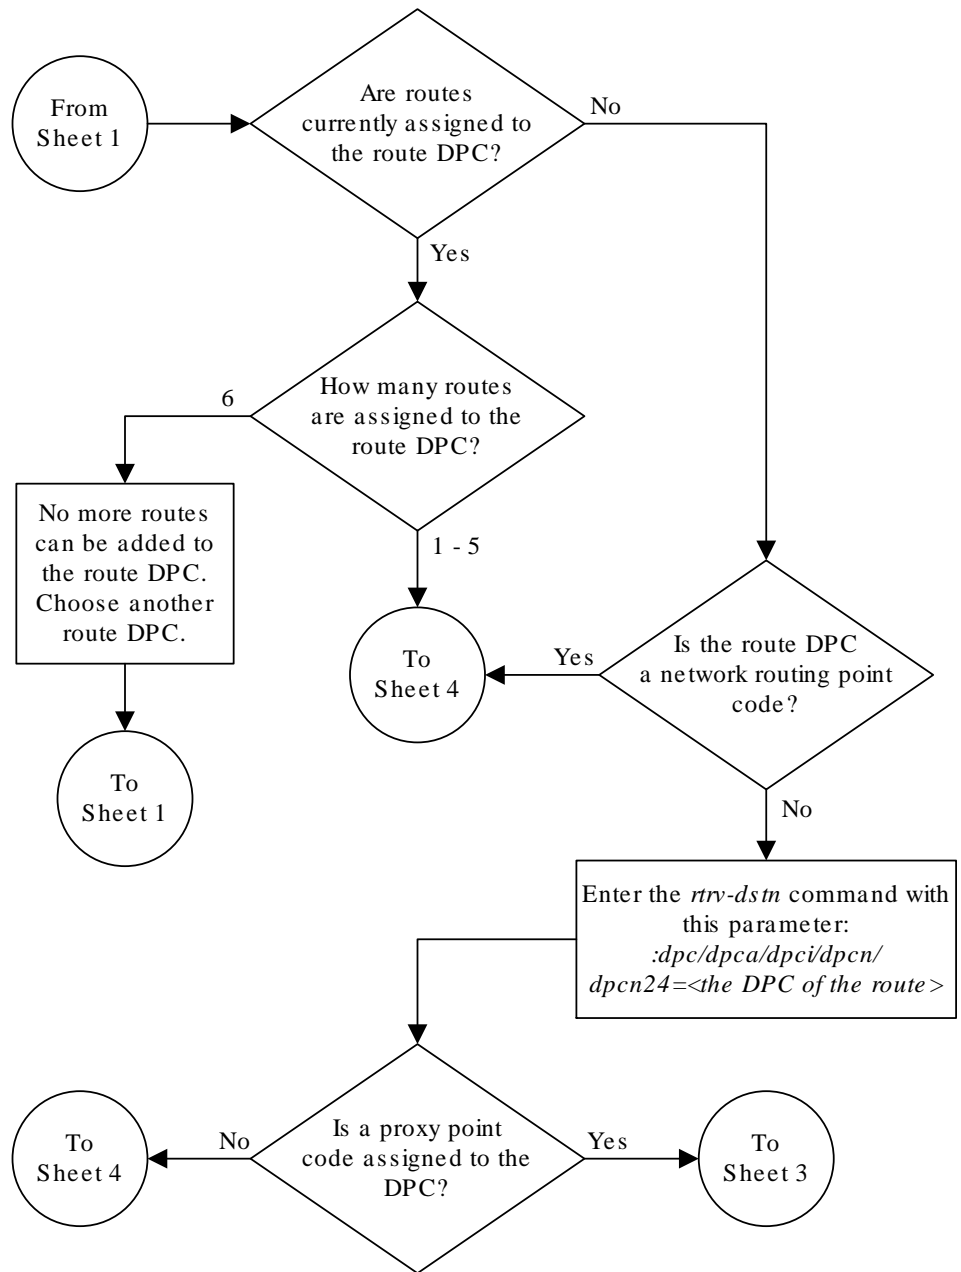 From
Sheet 1
Are routes
currently assigned to
the route DPC?
No
Yes
How many routes
are assigned to the
route DPC?
6
1 - 5
No more routes
can be added to
the route DPC.
Choose another
route DPC.
To
Sheet 1
To
Sheet 4
Yes
Is the route DPC
a network routing point
code?
No
Enter the rtrv-dstn command with
this parameter:
:dpc/dpca/dpci/dpcn/
dpcn24=<the DPC of the route>
To
Sheet 4
No
Is a proxy point
code assigned to the
DPC?
Yes
To
Sheet 3